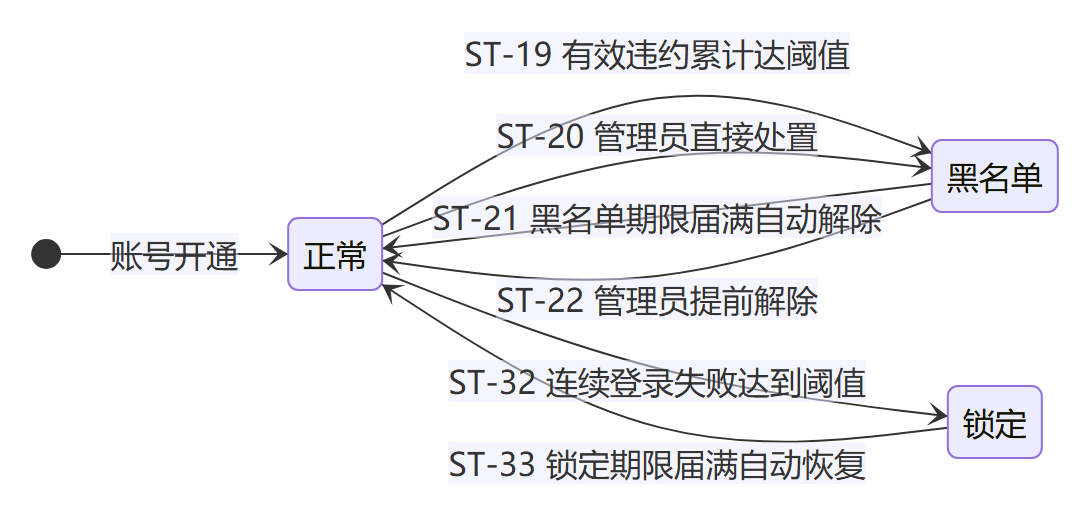 ST-19 有效违约累计达阈值
ST-20 管理员直接处置
黑名单
ST-21 黑名单期限届满自动解除
账号开通
正常
ST-22 管理员提前解除
ST-32 连续登录失败达到阈值
锁定
ST-33 锁定期限届满自动恢复